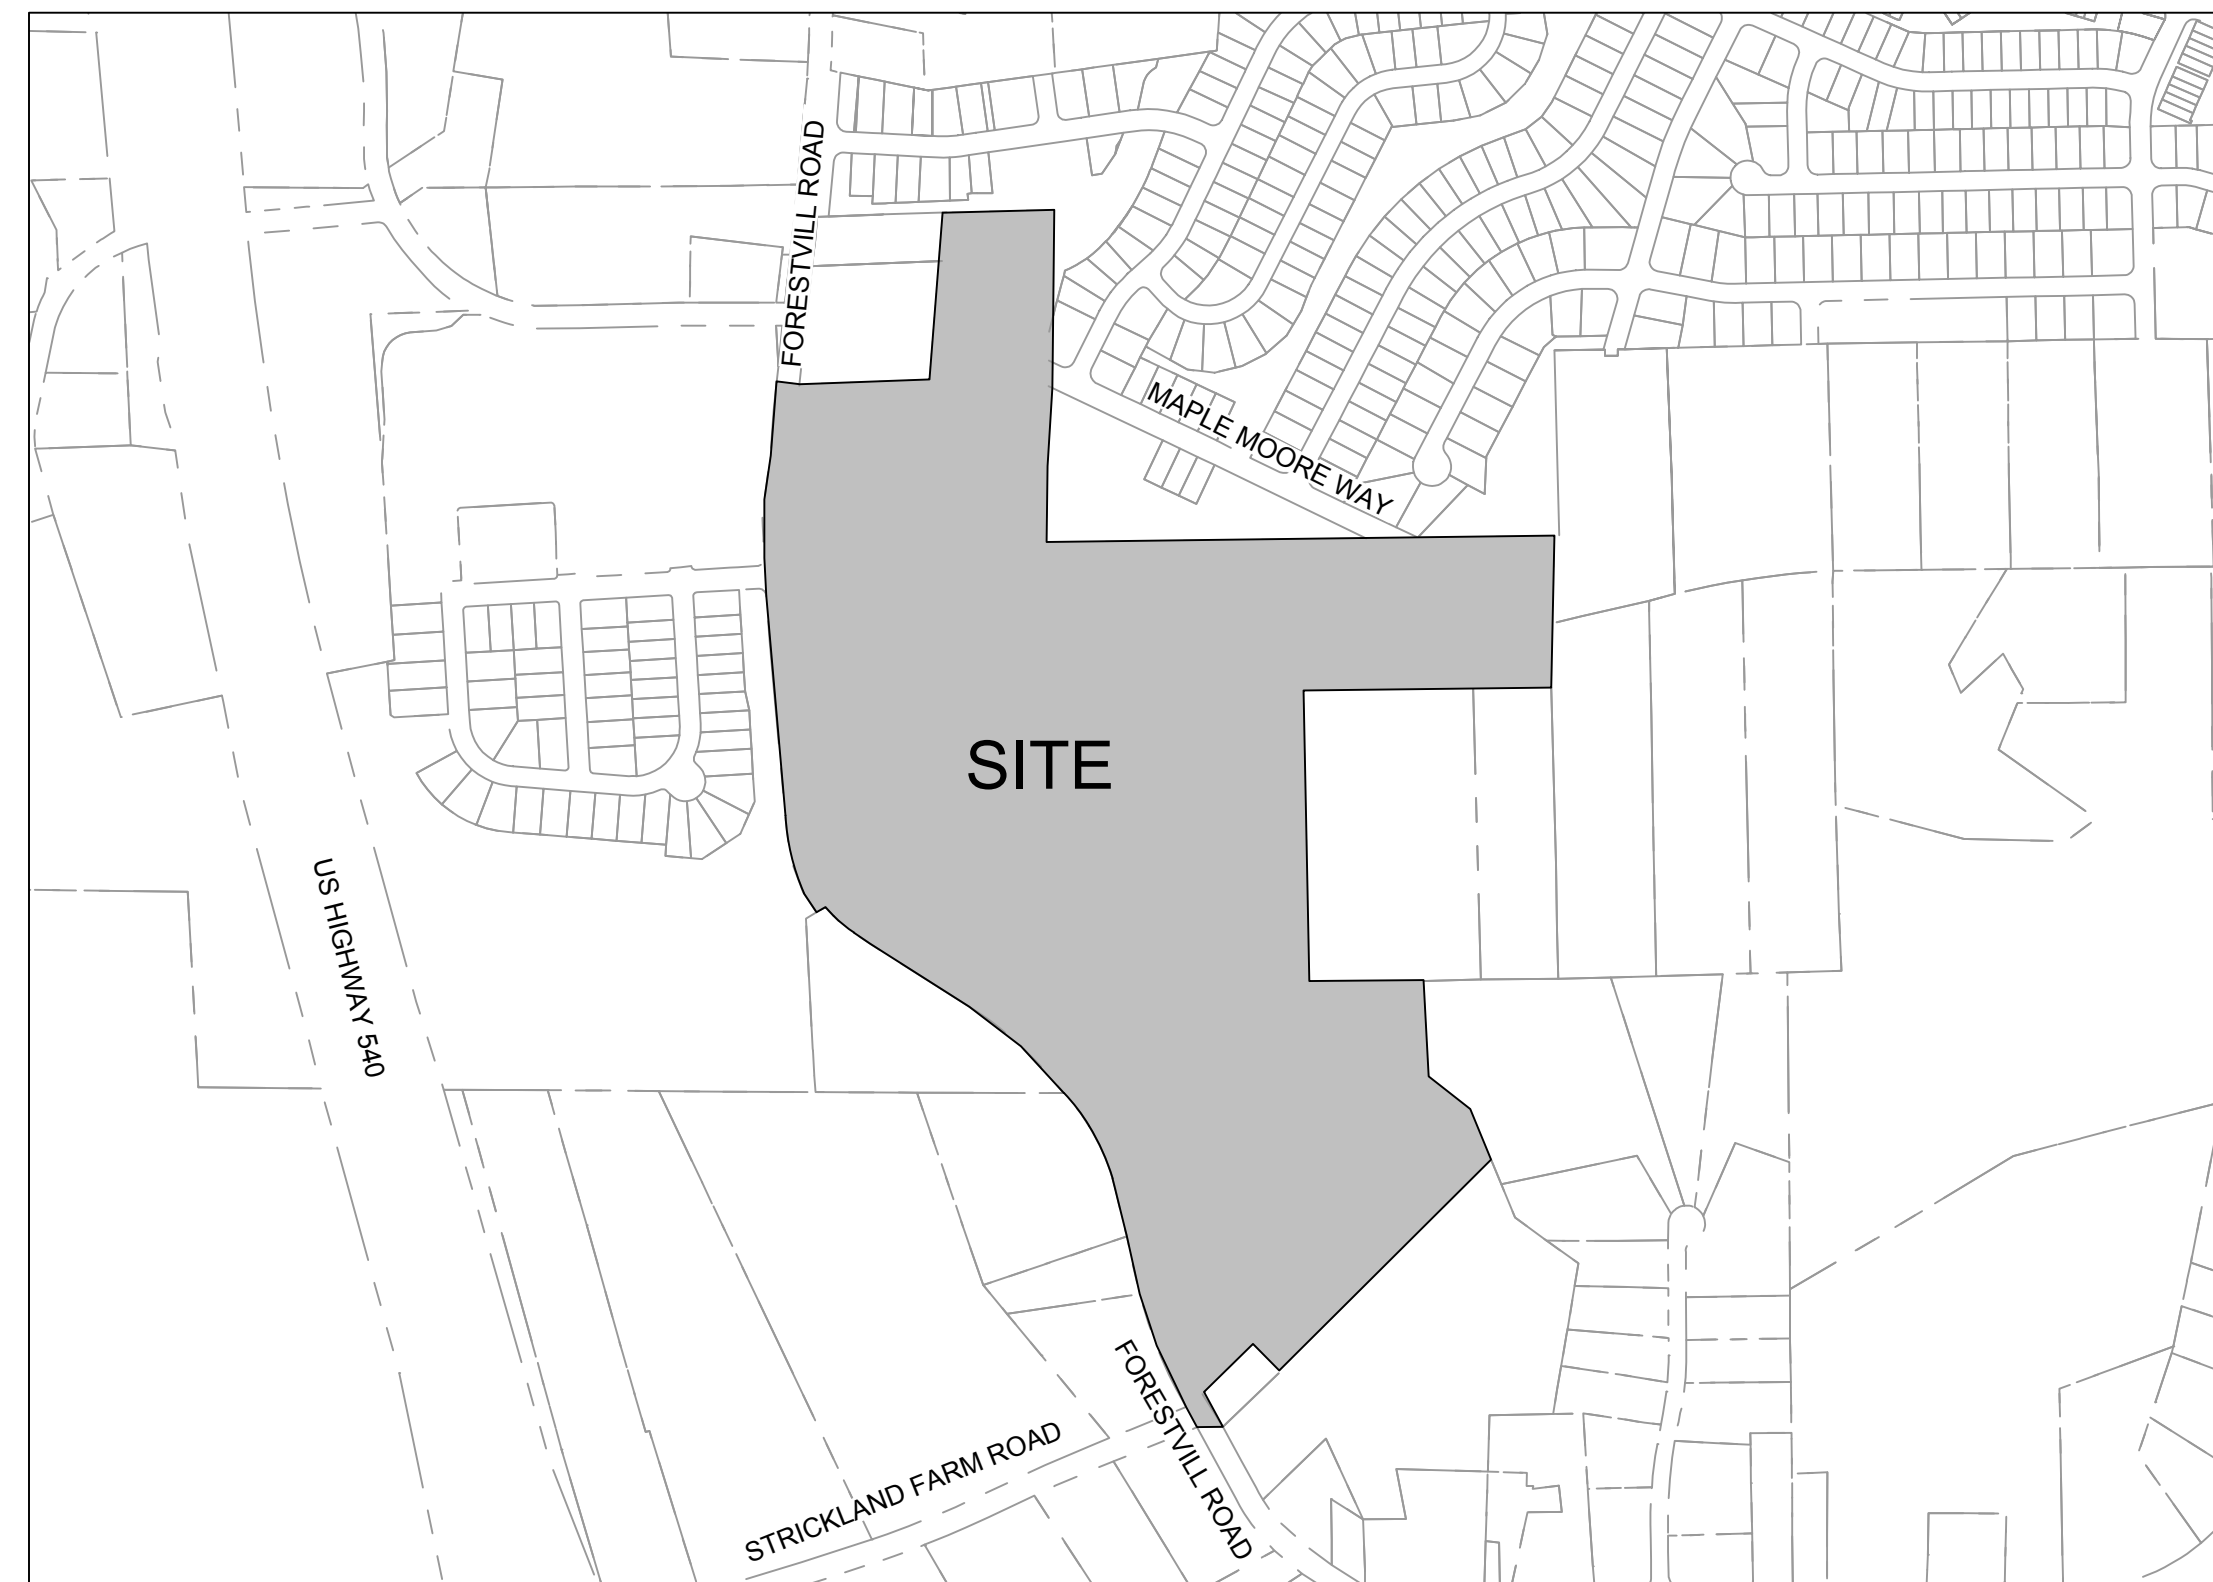 FORESTVILL ROAD
MAPLE MOORE WAY
SITE
US HIGHWAY 540
FORESTVILL ROAD
STRICKLAND FARM ROAD